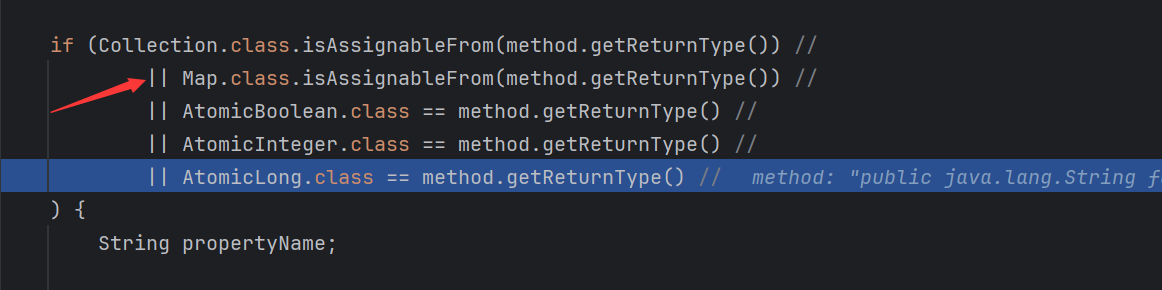 if (Collection.class.isAssignableFrom(method.getReturnType()) //
|| Map.class.isAssignableFrom(method.getReturnType()) //
|| AtomicBoolean.class == method.getReturnType() //
|| AtomicInteger.class == method.getReturnType() //
|| AtomicLong.class == method.getReturnType() // method: "public java.lang.String
) {
String propertyName;